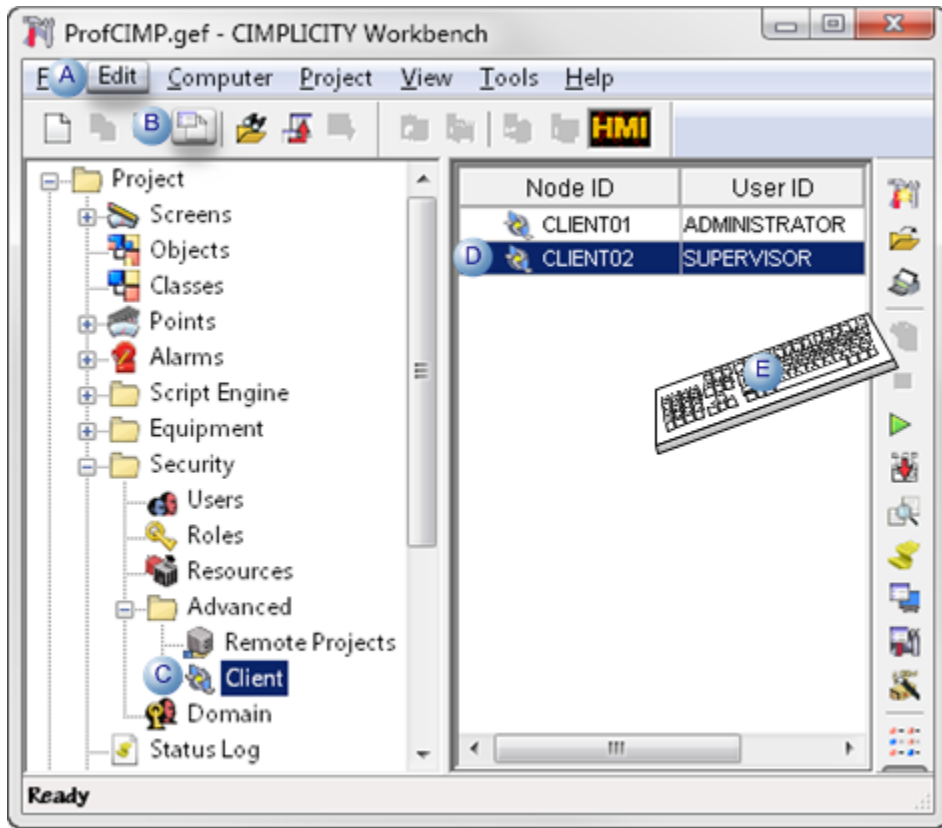 ProfCIMP.gef - CIMPLICITY Workbench
F A Edit Computer Project View Tools Help
B HMI
Project
Screens
Objects
Classes
Points
Alarms
Script Engine
Equipment
Security
Users
Roles
Resources
Advanced
Remote Projects
C Client
Domain
Status Log
Node ID User ID
CLIENT01 ADMINISTRATOR
D CLIENT02 SUPERVISOR
E
Ready